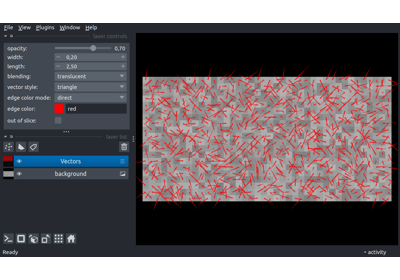 File View Plugins Window Help
layer controls
opacity: 0,70
width: 0,20
length: 2,50
blending: translucent
vector style: triangle
edge color mode: direct
edge color: red
out of slice:
layer list
Vectors
background
Ready
activity